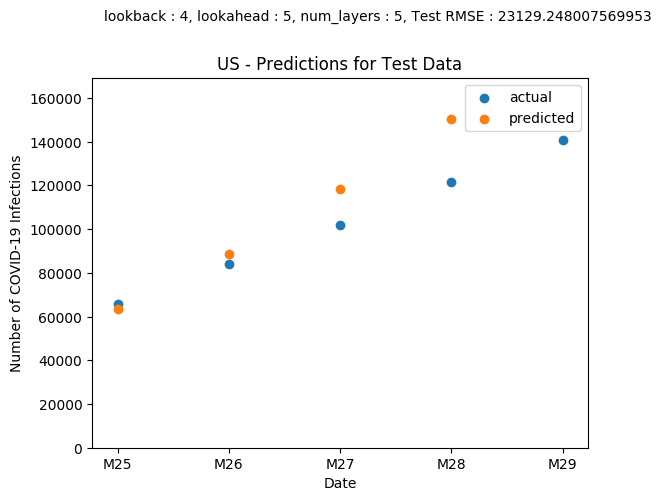 lookback : 4, lookahead : 5, num_layers : 5, Test RMSE : 23129.248007569953
US - Predictions for Test Data
actual
predicted
160000
140000
120000
100000
80000
60000
40000
20000
0
Number of COVID-19 Infections
M25 M26 M27 M28 M29
Date